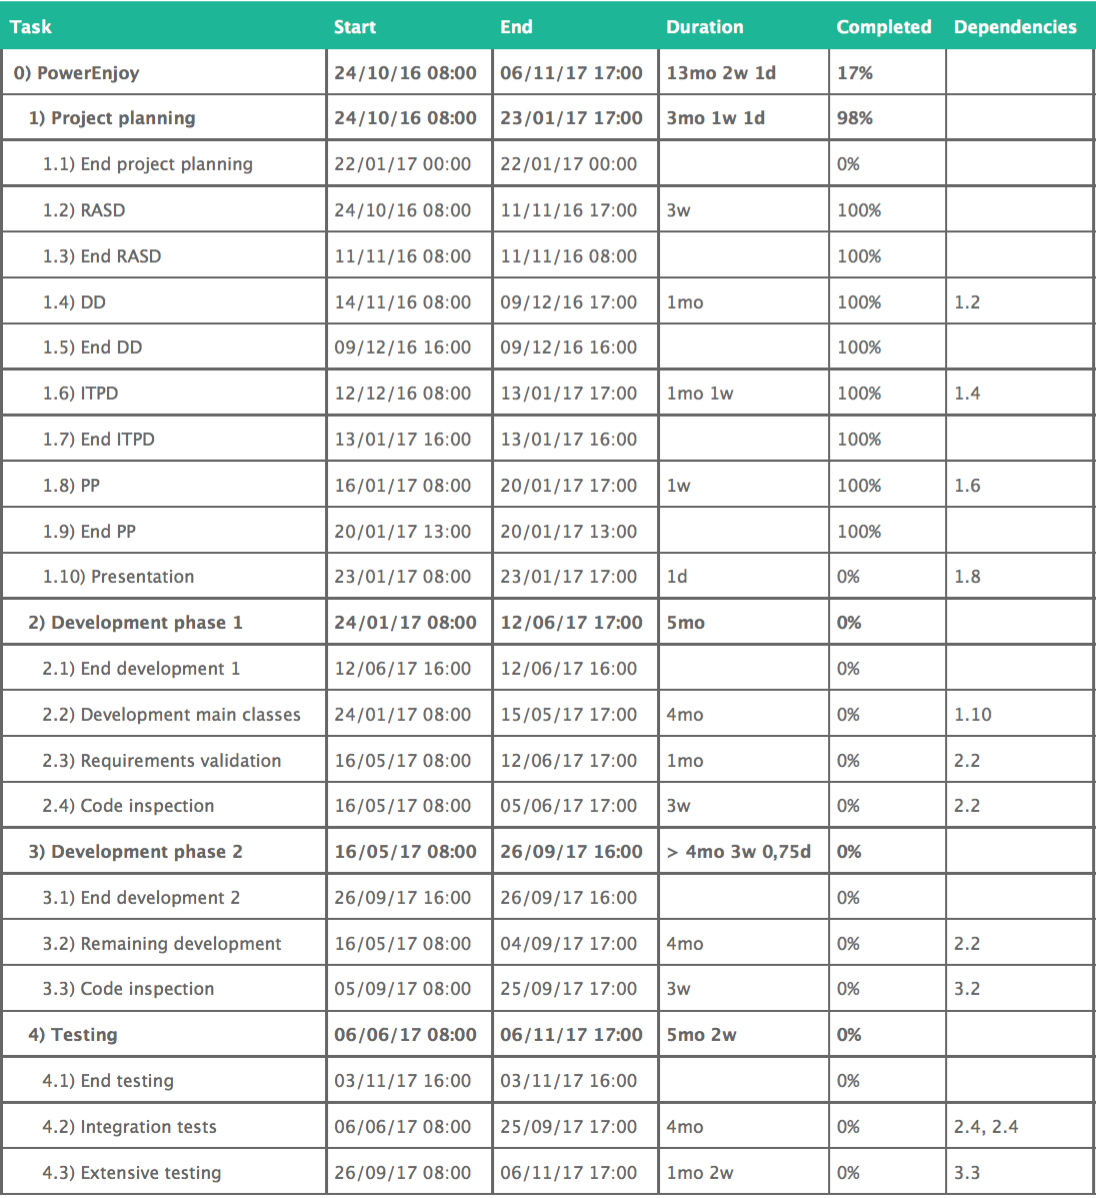 Task Start End Duration Completed Dependencies
0) PowerEnjoy 24/10/16 08:00 06/11/17 17:00 13mo 2w 1d 17%
1) Project planning 24/10/16 08:00 23/01/17 17:00 3mo 1w 1d 98%
1.1) End project planning 22/01/17 00:00 22/01/17 00:00 0%
1.2) RASD 24/10/16 08:00 11/11/16 17:00 3w 100%
1.3) End RASD 11/11/16 08:00 11/11/16 08:00 100%
1.4) DD 14/11/16 08:00 09/12/16 17:00 1mo 100% 1.2
1.5) End DD 09/12/16 16:00 09/12/16 16:00 100%
1.6) ITPD 12/12/16 08:00 13/01/17 17:00 1mo 1w 100% 1.4
1.7) End ITPD 13/01/17 16:00 13/01/17 16:00 100%
1.8) PP 16/01/17 08:00 20/01/17 17:00 1w 100% 1.6
1.9) End PP 20/01/17 13:00 20/01/17 13:00 100%
1.10) Presentation 23/01/17 08:00 23/01/17 17:00 1d 0% 1.8
2) Development phase 1 24/01/17 08:00 12/06/17 17:00 5mo 0%
2.1) End development 1 12/06/17 16:00 12/06/17 16:00 0%
2.2) Development main classes 24/01/17 08:00 15/05/17 17:00 4mo 0% 1.10
2.3) Requirements validation 16/05/17 08:00 12/06/17 17:00 1mo 0% 2.2
2.4) Code inspection 16/05/17 08:00 05/06/17 17:00 3w 0% 2.2
3) Development phase 2 16/05/17 08:00 26/09/17 16:00 > 4mo 3w 0,75d 0%
3.1) End development 2 26/09/17 16:00 26/09/17 16:00 0%
3.2) Remaining development 16/05/17 08:00 04/09/17 17:00 4mo 0% 2.2
3.3) Code inspection 05/09/17 08:00 25/09/17 17:00 3w 0% 3.2
4) Testing 06/06/17 08:00 06/11/17 17:00 5mo 2w 0%
4.1) End testing 03/11/17 16:00 03/11/17 16:00 0%
4.2) Integration tests 06/06/17 08:00 25/09/17 17:00 4mo 0% 2.4, 2.4
4.3) Extensive testing 26/09/17 08:00 06/11/17 17:00 1mo 2w 0% 3.3